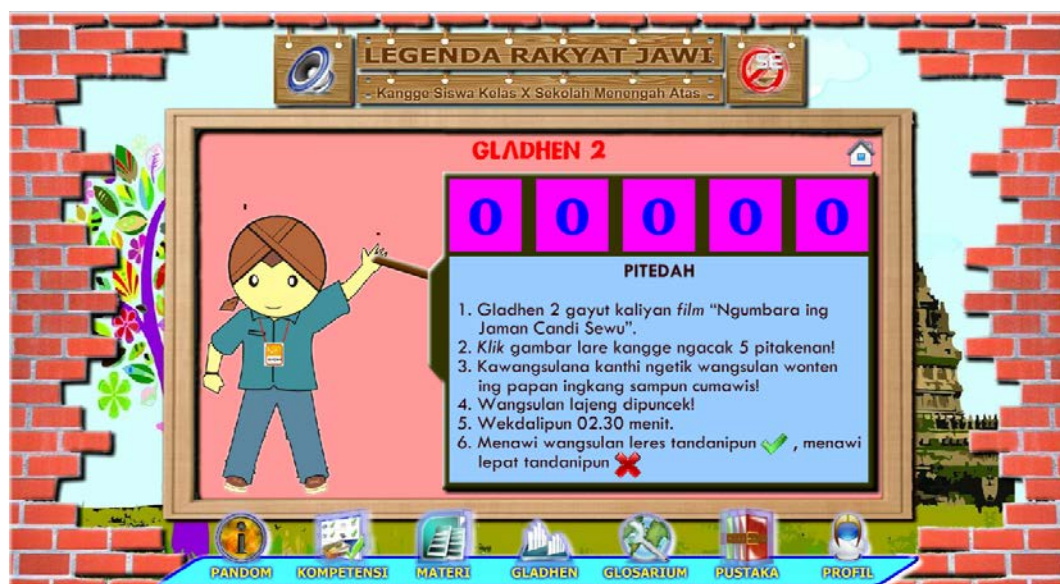 LEGENDA RAKYAT JAWI
Kangge Siswa Kelas X Sekolah Menengah Atas
SE
GLADHEN 2
0 0 0 0 0
PITEDAH
1. Gladhen 2 gayut kaliyan film "Ngumbara ing
Jaman Candi Sewu".
2. Klik gambar lare kangge ngacak 5 pitakenan!
3. Kawangsulana kanthi ngetik wangsulan wonten
ing papan ingkang sampun cumawis!
4. Wangsulan lajeng dipuncek!
5. Wekdalipun 02.30 menit.
6. Menawi wangsulan leres tandanipun ✔ , menawi
lepat tandanipun ✖
PANDOM KOMPETENSI MATERI GLADHEN GLOSARIUM PUSTAKA PROFIL